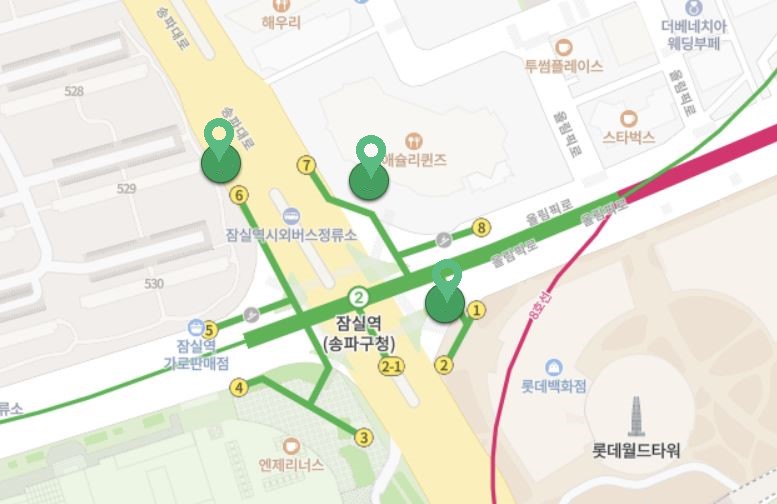 해우리
더베네치아
웨딩부페
송파대로
투썸플레이스
528
송파대로
올림픽로
올림픽로
스타벅스
애슐리퀸즈
7
529
6
올림픽로
올림픽로
잠실역시외버스정류소
8
올림픽로
530
2
8호선
1
5
잠실역
가로판매점
잠실역
(송파구청)
2-1
2
4
롯데백화점
류소
3
엔제리너스
롯데월드타워